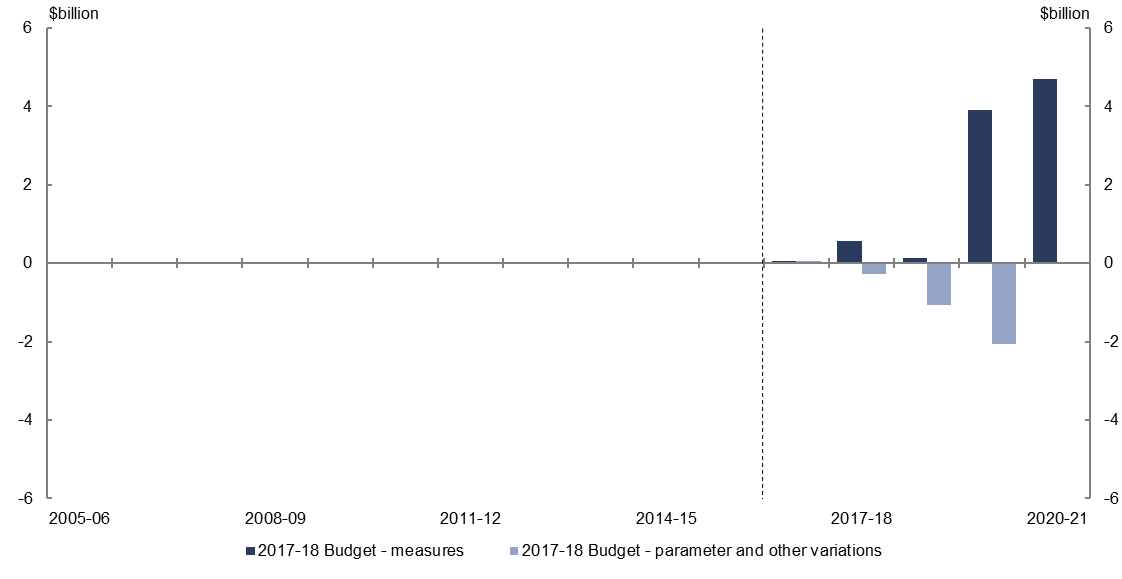 $billion $billion
6 6
4 4
2 2
0 0
-2 -2
-4 -4
-6 -6
2005-06 2008-09 2011-12 2014-15 2017-18 2020-21
2017-18 Budget - measures 2017-18 Budget - parameter and other variations